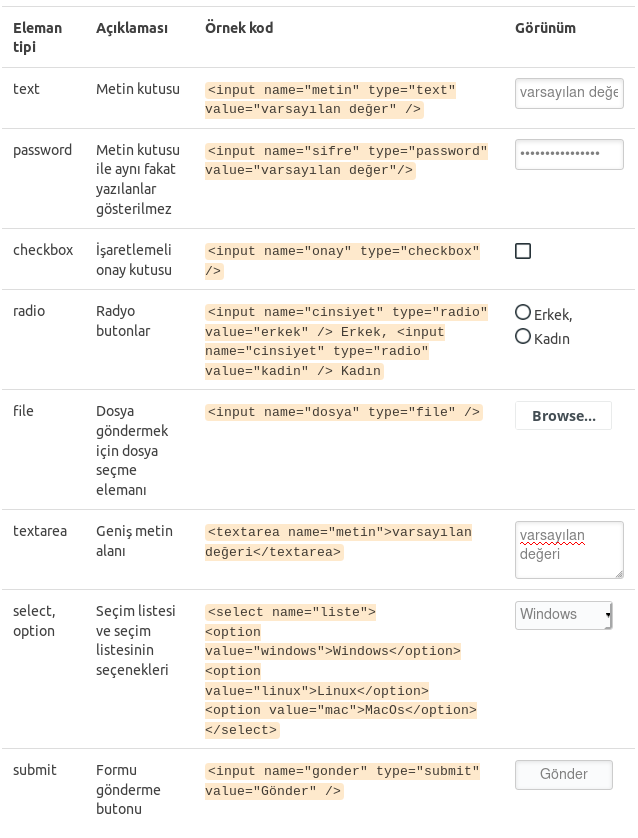 Eleman tipi Açıklaması Örnek kod Görünüm
text Metin kutusu <input name="metin" type="text" varsayılan değe
value="varsayılan değer" />
password Metin kutusu <input name="sifre" type="password" ••••••••••••••••
ile aynı fakat value="varsayılan değer"/>
yazılanlar
gösterilmez
checkbox İşaretlemeli <input name="onay" type="checkbox"
onay kutusu />
radio Radyo <input name="cinsiyet" type="radio" Erkek,
butonlar value="erkek" /> Erkek, <input Kadın
name="cinsiyet" type="radio"
value="kadin" /> Kadın
file Dosya <input name="dosya" type="file" /> Browse...
göndermek
için dosya
seçme
elemanı
textarea Geniş metin <textarea name="metin">varsayılan varsayılan
alanı değeri</textarea> değeri
select, Seçim listesi <select name="liste"> Windows
option ve seçim <option
listesinin value="windows">Windows</option>
seçenekleri <option
value="linux">Linux</option>
<option value="mac">MacOs</option>
</select>
submit Formu <input name="gonder" type="submit" Gönder
gönderme value="Gönder" />
butonu